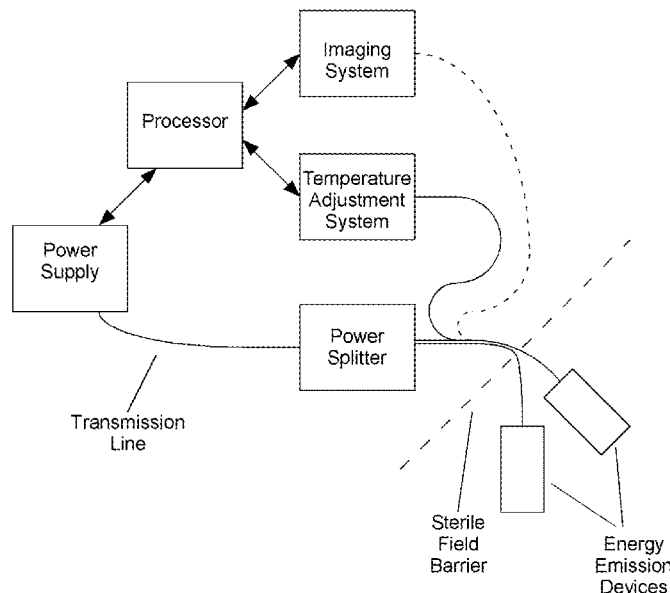 Imaging
System
Processor
Temperature
Adjustment
System
Power
Supply
Power
Splitter
Transmission
Line
Sterile
Field
Barrier
Energy
Emission
Devices